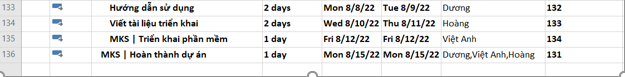 133 Hướng dẫn sử dụng 2 days Mon 8/8/22 Tue 8/9/22 Dương 132
134 Viết tài liệu triển khai 2 days Wed 8/10/22 Thu 8/11/22 Hoàng 133
135 MKS | Triển khai phần mềm 1 day Fri 8/12/22 Fri 8/12/22 Việt Anh 134
136 MKS | Hoàn thành dự án 1 day Mon 8/15/22 Mon 8/15/22 Dương,Việt Anh,Hoàng 131